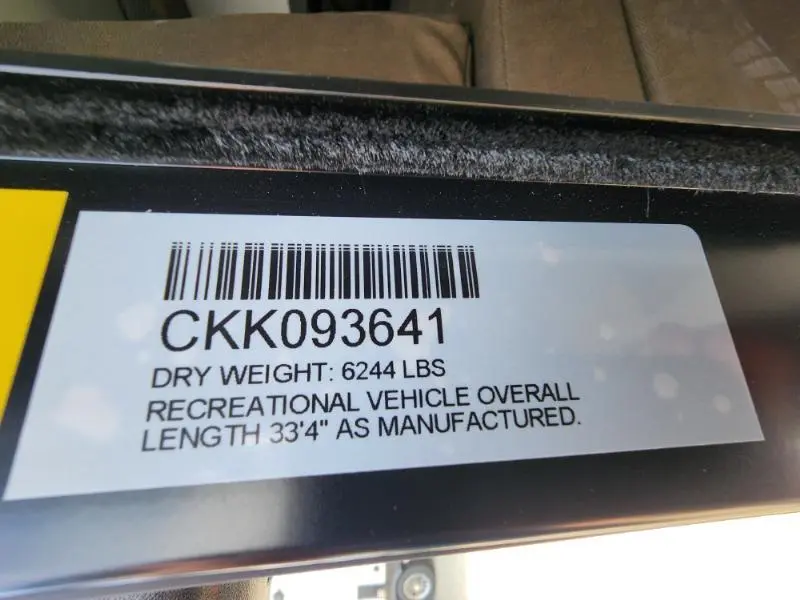 CKK093641
DRY WEIGHT: 6244 LBS
RECREATIONAL VEHICLE OVERALL
LENGTH 33'4" AS MANUFACTURED.